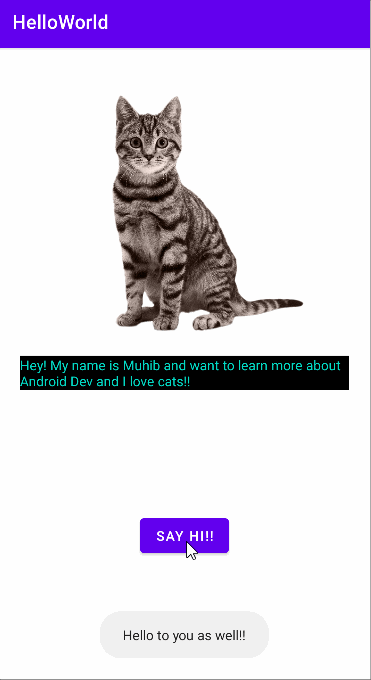 HelloWorld
Hey! My name is Muhib and want to learn more about
Android Dev and I love cats!!
SAY HI!!
Hello to you as well!!